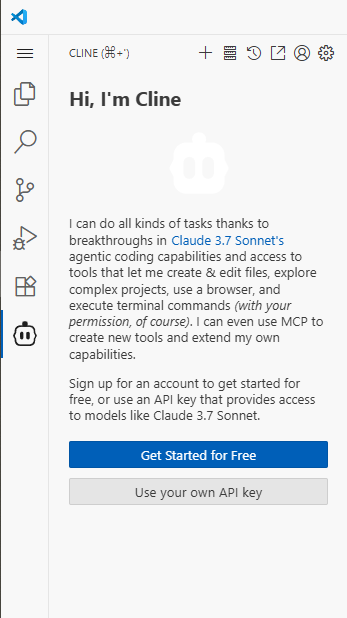 CLINE (⌘+')
Hi, I'm Cline
I can do all kinds of tasks thanks to
breakthroughs in Claude 3.7 Sonnet's
agentic coding capabilities and access to
tools that let me create & edit files, explore
complex projects, use a browser, and
execute terminal commands (with your
permission, of course). I can even use MCP to
create new tools and extend my own
capabilities.
Sign up for an account to get started for
free, or use an API key that provides access
to models like Claude 3.7 Sonnet.
Get Started for Free
Use your own API key